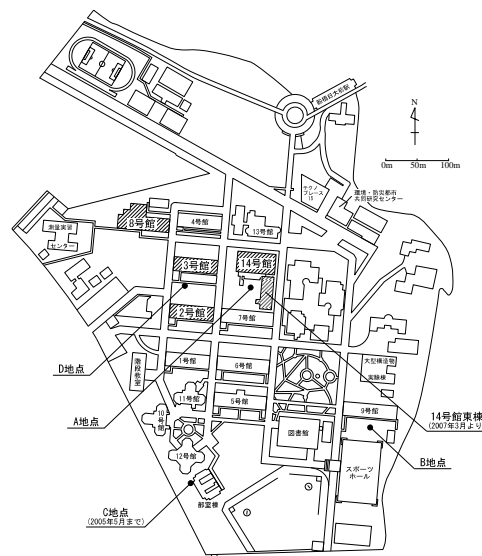 船橋日大前駅
N
0m 50m 100m
テクノ
プレース
15
環境・防災都市
共同研究センター
測量実習
センター
8号館
4号館
13号館
3号館
14号館
2号館
7号館
D地点
階段教室
1号館
6号館
大型構造物
実験棟
A地点
11号館
5号館
14号館東棟
(2007年3月より
10号館
9号館
図書館
B地点
12号館
スポーツ
ホール
C地点
(2005年5月まで)
部室棟